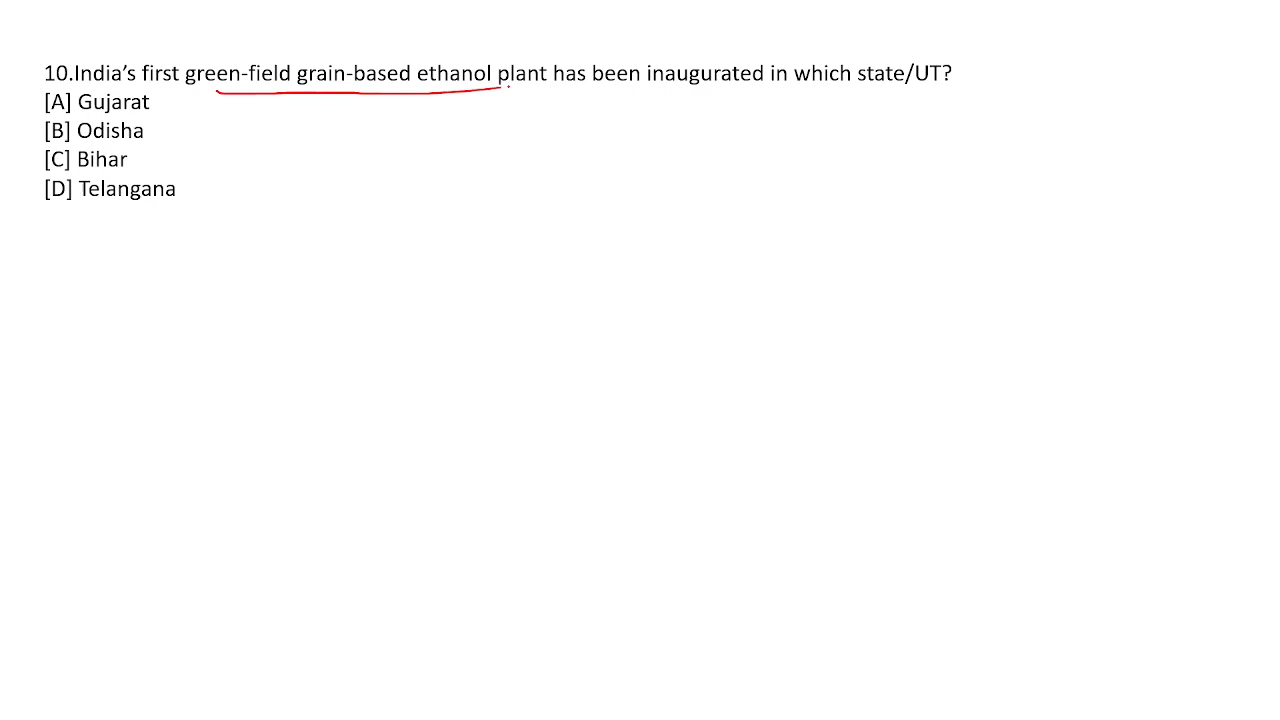 10.India’s first green-field grain-based ethanol plant has been inaugurated in which state/UT?
[A] Gujarat
[B] Odisha
[C] Bihar
[D] Telangana